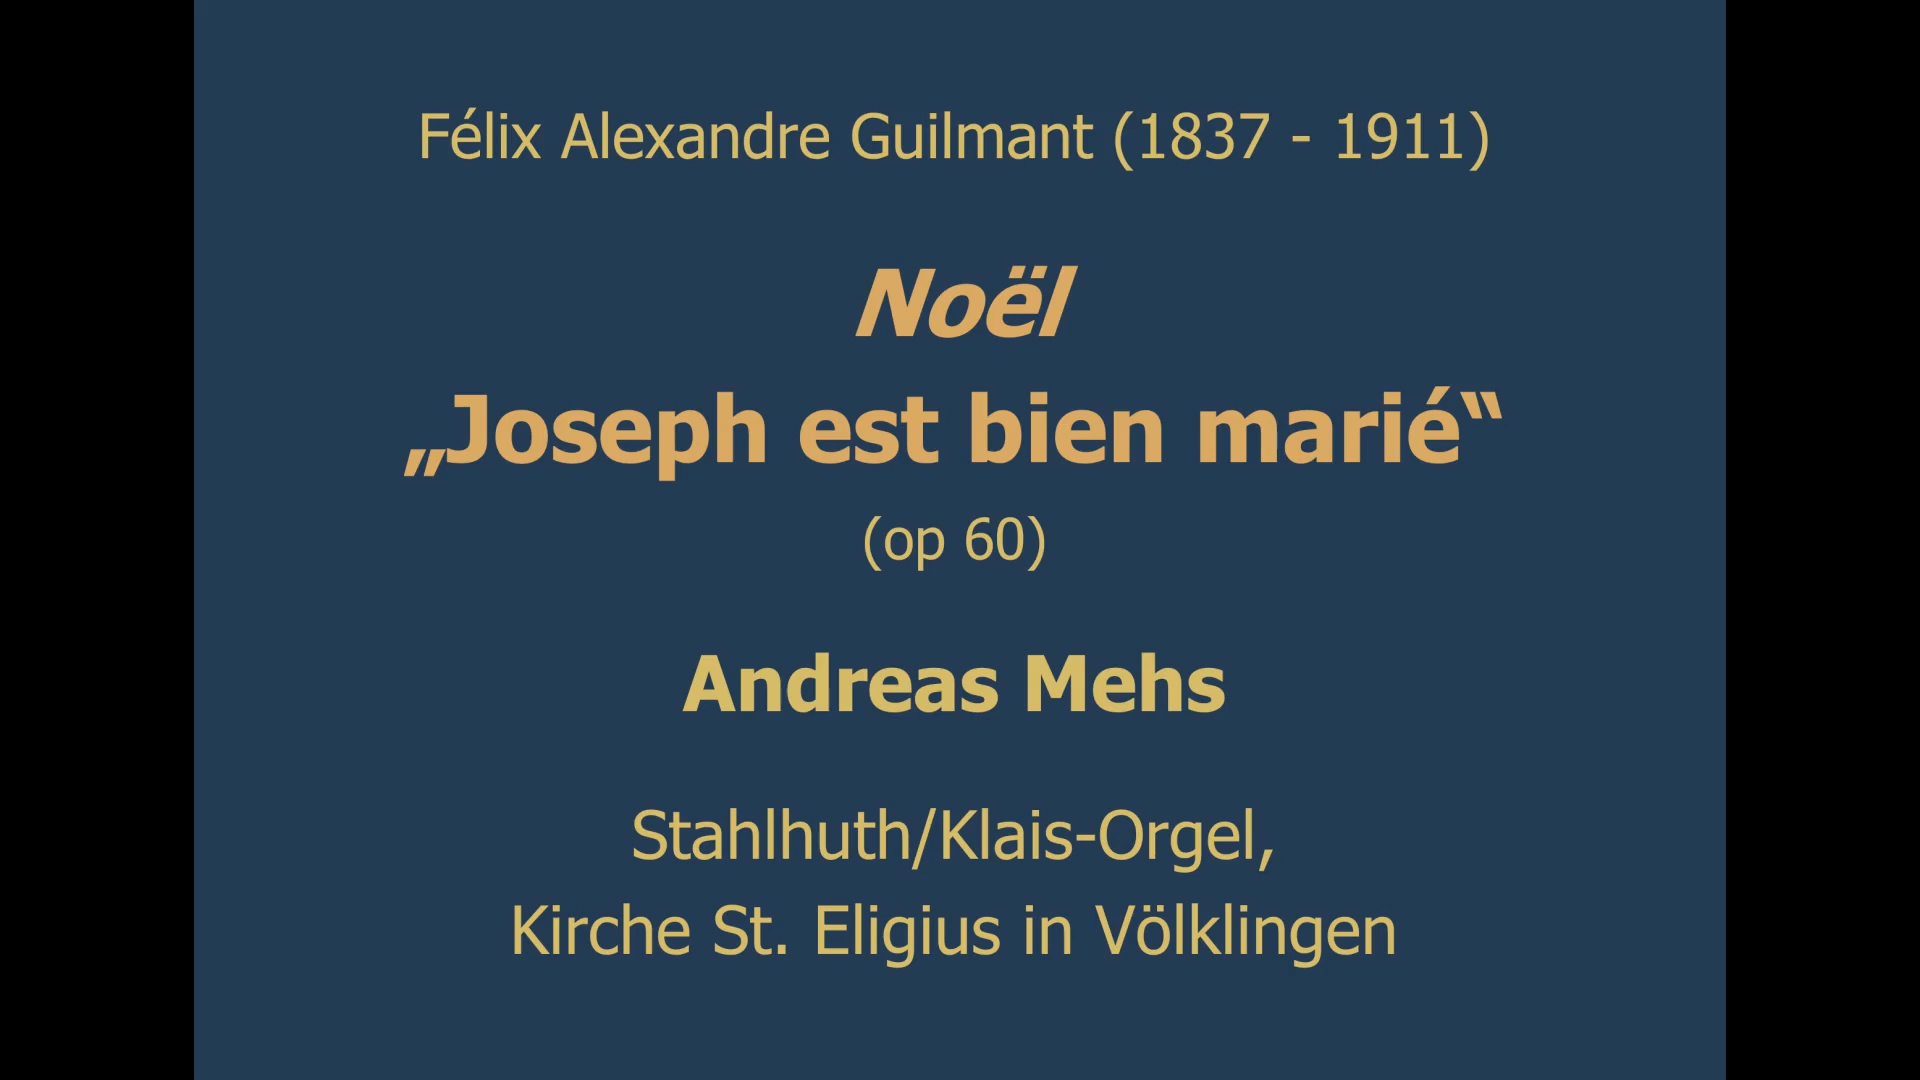 Félix Alexandre Guilmant (1837 - 1911)
Noël
„Joseph est bien marié“
(op 60)
Andreas Mehs
Stahlhuth/Klais-Orgel,
Kirche St. Eligius in Völklingen